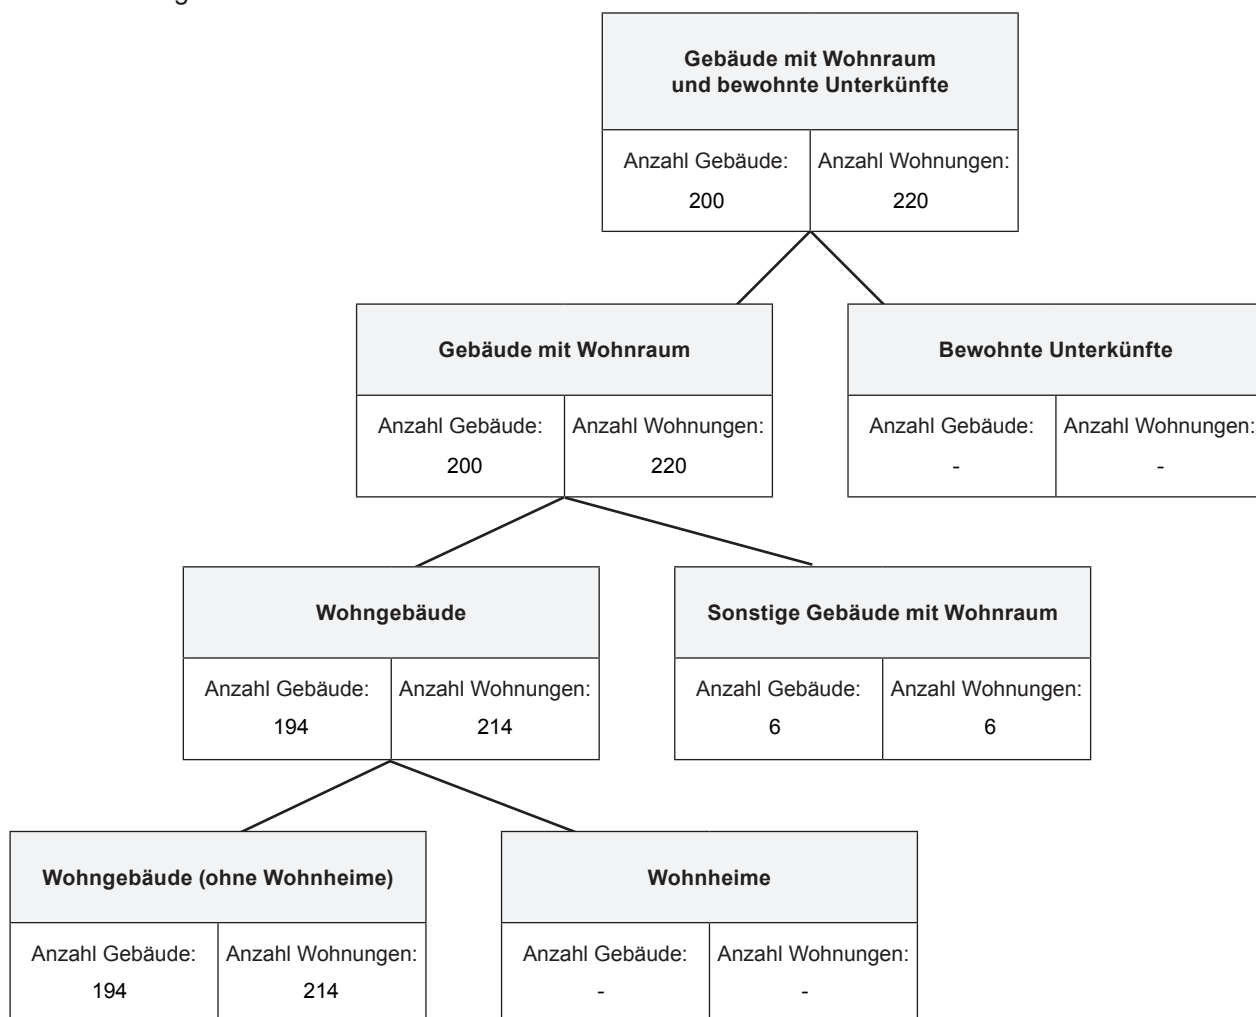 Gebäude mit Wohnraum
und bewohnte Unterkünfte
Anzahl Gebäude: Anzahl Wohnungen:
200 220
Gebäude mit Wohnraum
Anzahl Gebäude: Anzahl Wohnungen:
200 220
Bewohnte Unterkünfte
Anzahl Gebäude: Anzahl Wohnungen:
- -
Wohngebäude
Anzahl Gebäude: Anzahl Wohnungen:
194 214
Sonstige Gebäude mit Wohnraum
Anzahl Gebäude: Anzahl Wohnungen:
6 6
Wohngebäude (ohne Wohnheime)
Anzahl Gebäude: Anzahl Wohnungen:
194 214
Wohnheime
Anzahl Gebäude: Anzahl Wohnungen:
- -